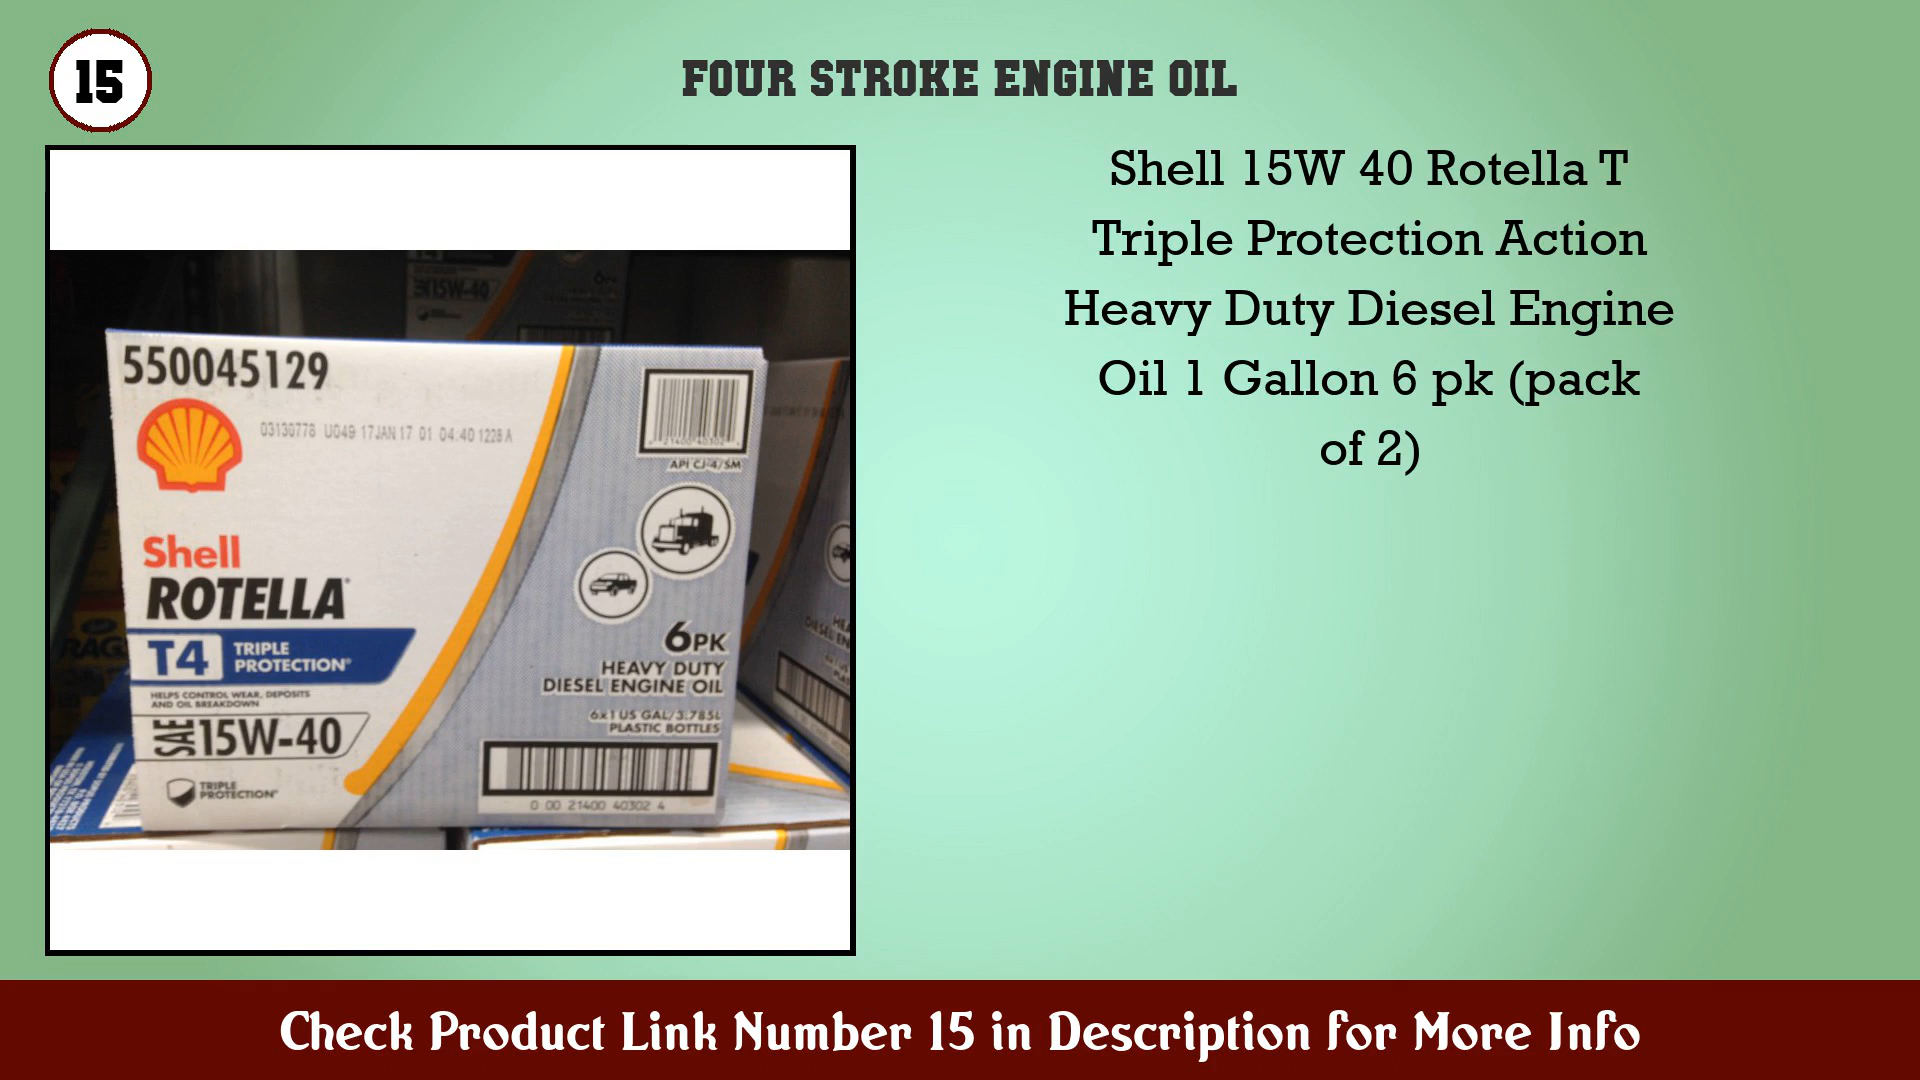 15
FOUR STROKE ENGINE OIL
Shell 15W 40 Rotella T
Triple Protection Action
Heavy Duty Diesel Engine
Oil 1 Gallon 6 pk (pack
of 2)
15W-40
550045129
03130778 U049 17JAN17 01 04:40 1228A
API CJ-4/SM
Shell
ROTELLA®
T4 TRIPLE
PROTECTION®
HELPS CONTROL WEAR, DEPOSITS
AND OIL BREAKDOWN
SAE 15W-40
TRIPLE
PROTECTION®
6PK
HEAVY DUTY
DIESEL ENGINE OIL
6x1 US GAL/3.785L
PLASTIC BOTTLES
0 00 21400 40302 4
Check Product Link Number 15 in Description for More Info